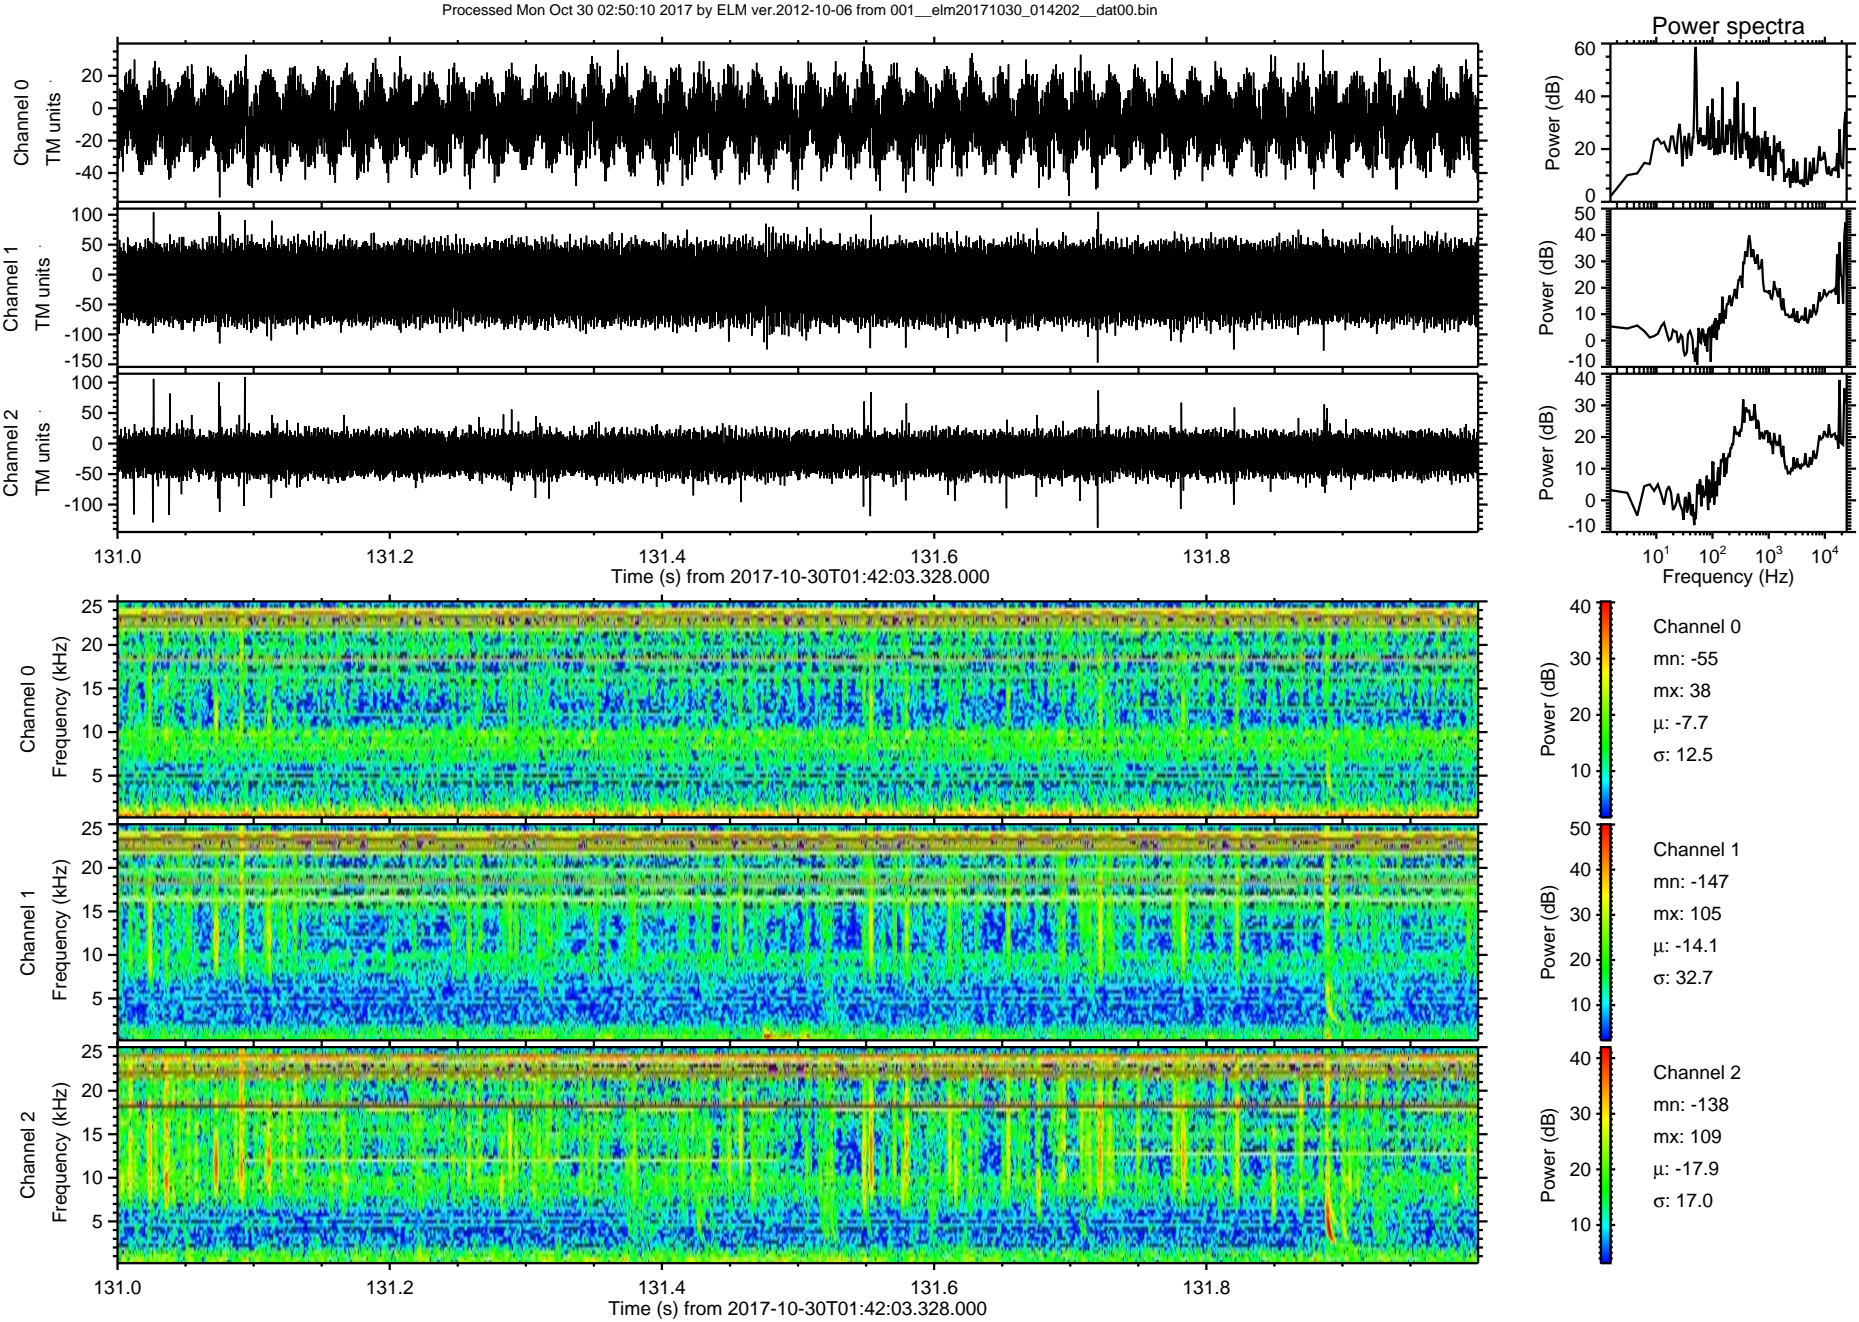 Processed Mon Oct 30 02:50:10 2017 by ELM ver.2012-10-06 from 001__elm20171030_014202__dat00.bin
Power spectra
Channel 0
TM units
20
0
-20
-40
Power (dB)
60
40
20
0
Channel 1
TM units
100
50
0
-50
-100
-150
Power (dB)
50
40
30
20
10
0
-10
Channel 2
TM units
100
50
0
-50
-100
Power (dB)
40
30
20
10
0
-10
131.0 131.2 131.4 131.6 131.8
Time (s) from 2017-10-30T01:42:03.328.000
10¹ 10² 10³ 10⁴
Frequency (Hz)
Channel 0
Frequency (kHz)
25
20
15
10
5
Power (dB)
40
30
20
10
Channel 0
mn: -55
mx: 38
μ: -7.7
σ: 12.5
Channel 1
Frequency (kHz)
25
20
15
10
5
Power (dB)
50
40
30
20
10
Channel 1
mn: -147
mx: 105
μ: -14.1
σ: 32.7
Channel 2
Frequency (kHz)
25
20
15
10
5
Power (dB)
40
30
20
10
Channel 2
mn: -138
mx: 109
μ: -17.9
σ: 17.0
131.0 131.2 131.4 131.6 131.8
Time (s) from 2017-10-30T01:42:03.328.000